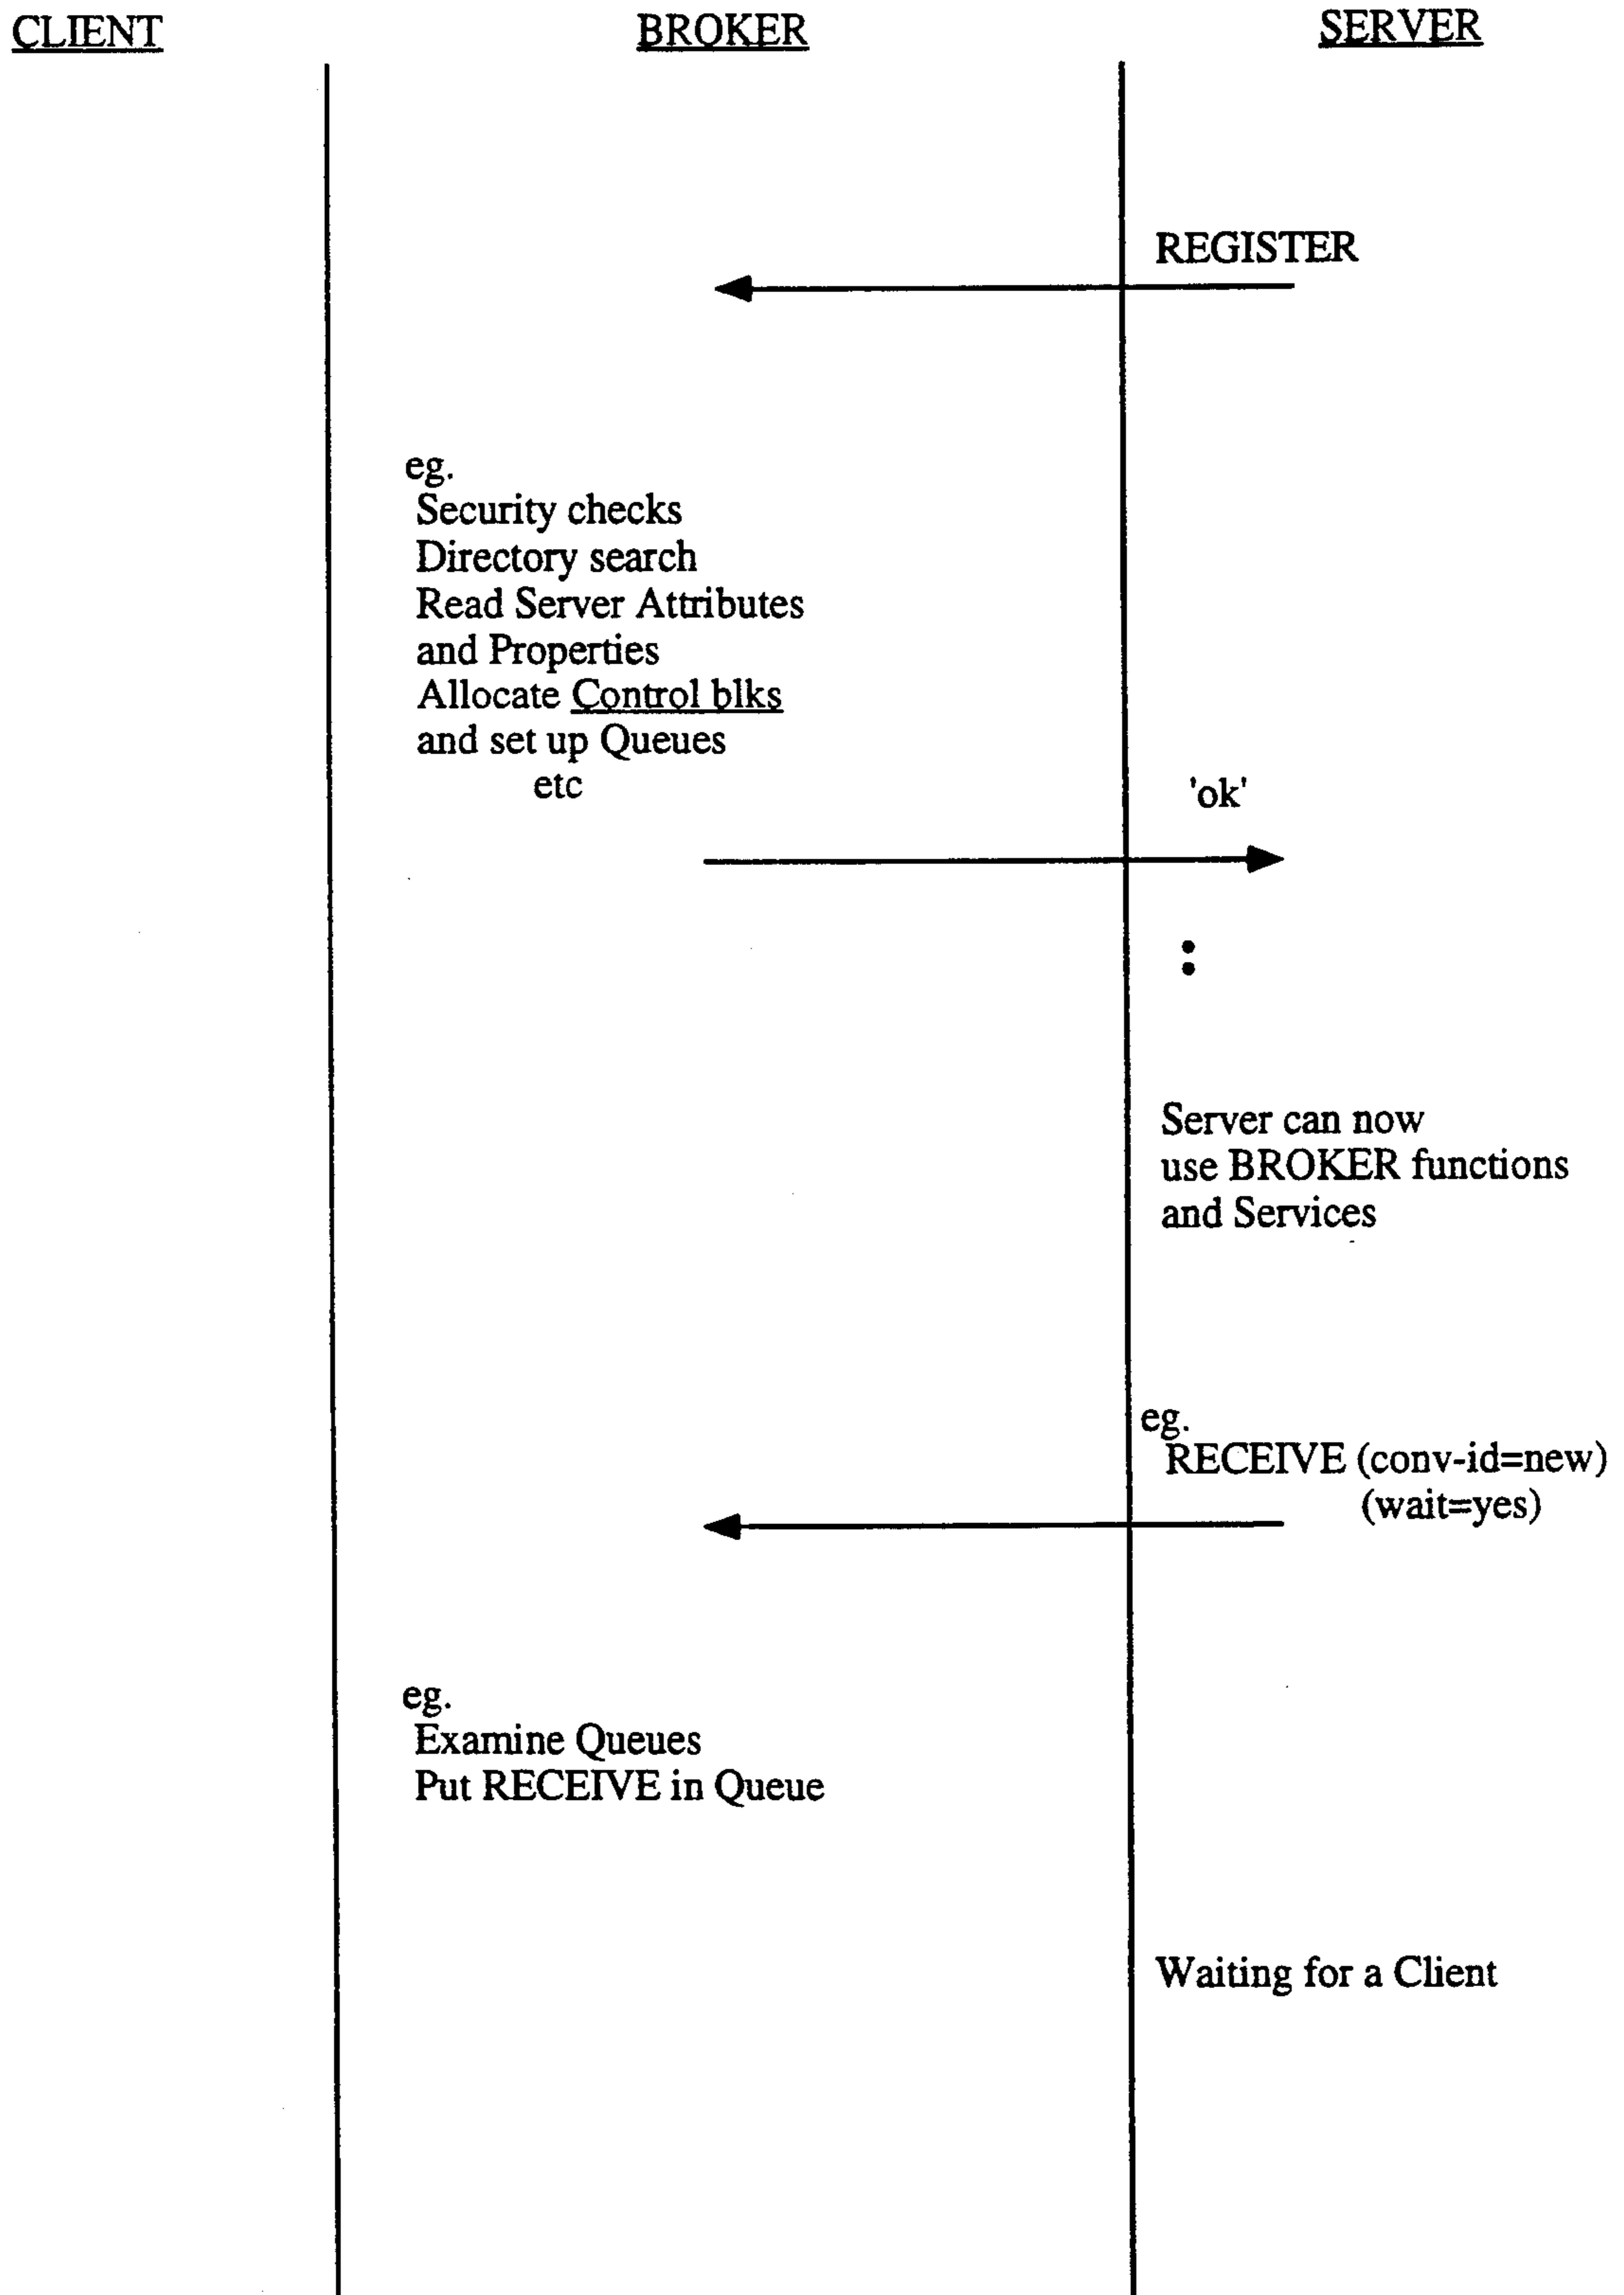 CLIENT BROKER SERVER
REGISTER
eg.
Security checks
Directory search
Read Server Attributes
and Properties
Allocate Control blks
and set up Queues
etc
'ok'
Server can now
use BROKER functions
and Services
eg.
RECEIVE (conv-id=new)
(wait=yes)
eg.
Examine Queues
Put RECEIVE in Queue
Waiting for a Client